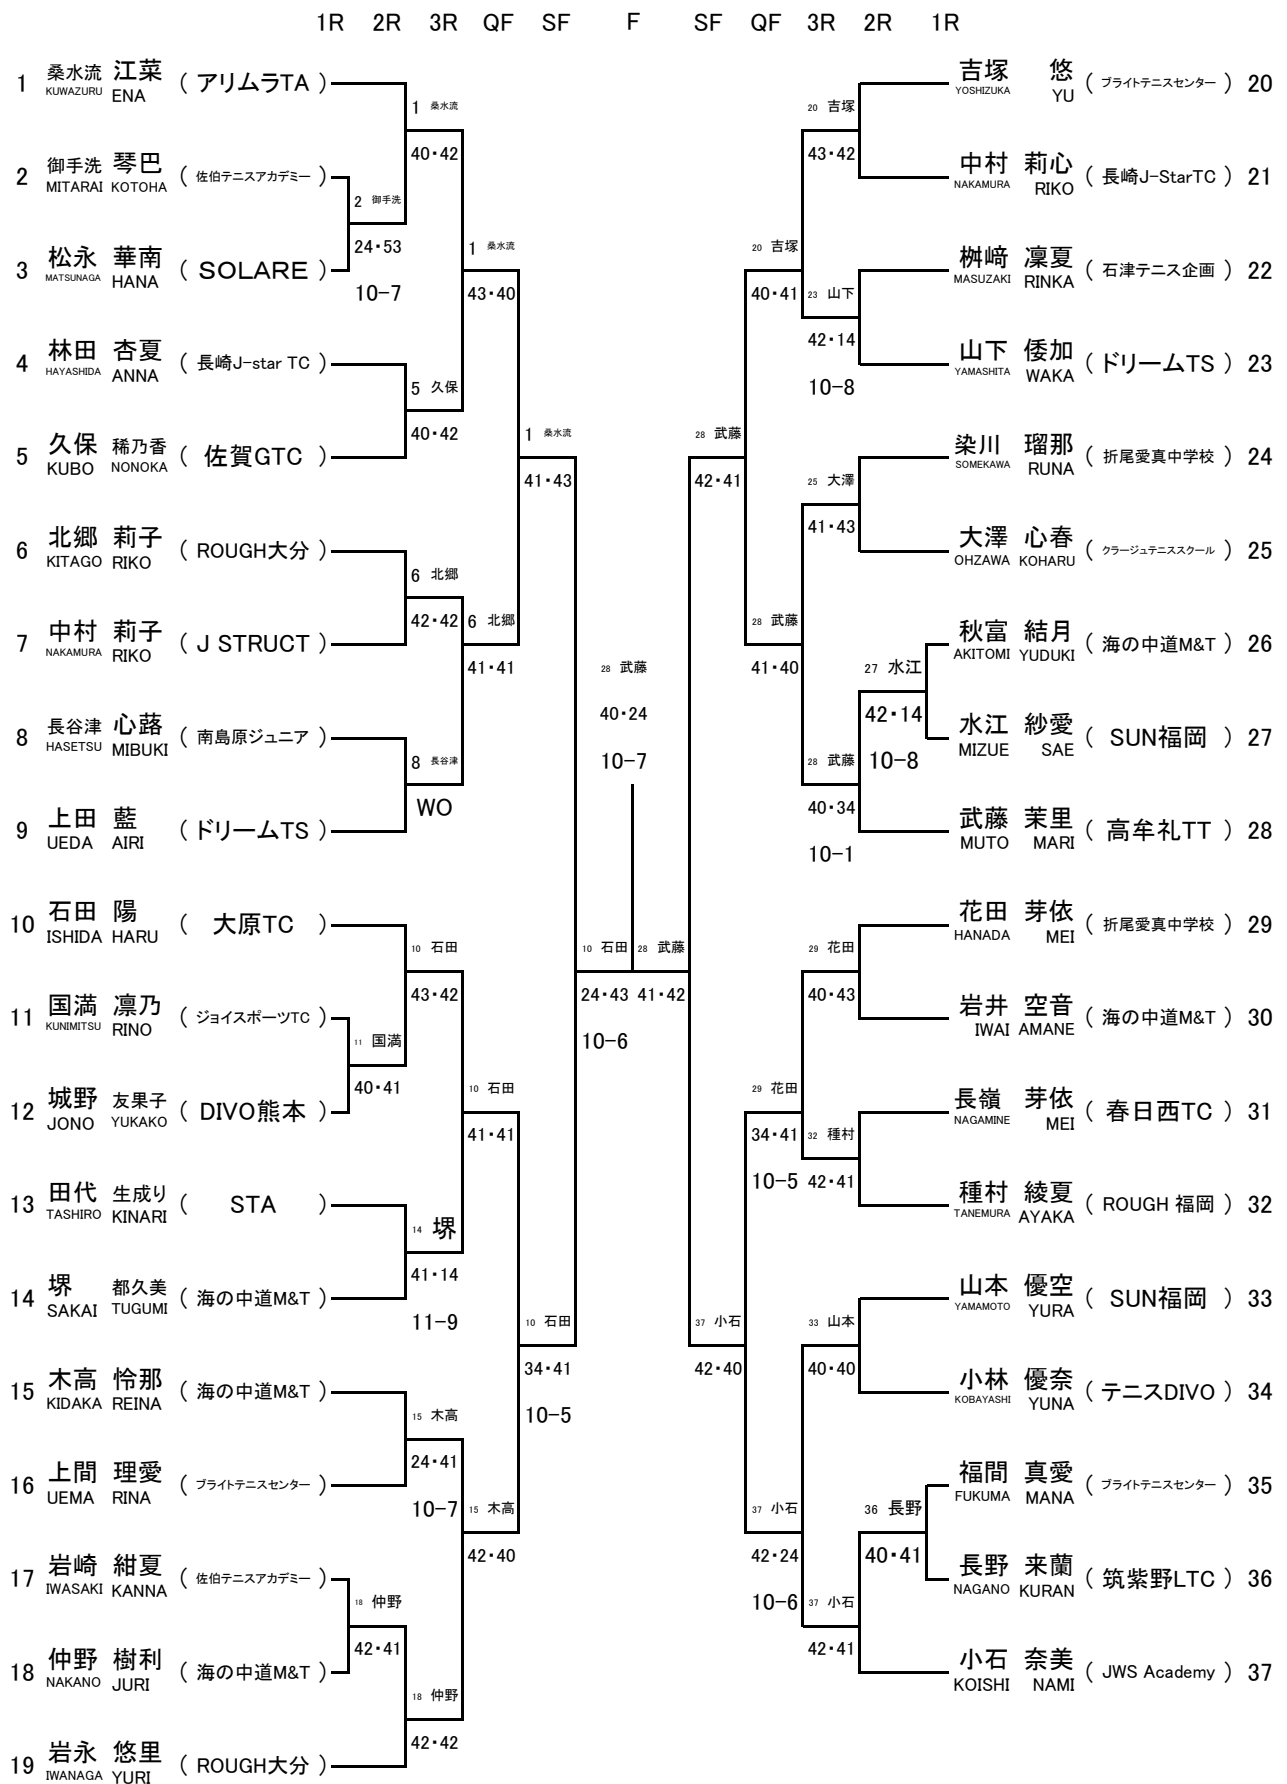 1R 2R 3R QF SF F SF QF 3R 2R 1R
1 桑水流 江菜 ( アリムラTA )
KUWAZURU ENA
2 御手洗 琴巴 ( 佐伯テニスアカデミー )
MITARAI KOTOHA
3 松永 華南 ( SOLARE )
MATSUNAGA HANA
4 林田 杏夏 ( 長崎J-star TC )
HAYASHIDA ANNA
5 久保 稀乃香 ( 佐賀GTC )
KUBO NONOKA
6 北郷 莉子 ( ROUGH大分 )
KITAGO RIKO
7 中村 莉子 ( J STRUCT )
NAKAMURA RIKO
8 長谷津 心蕗 ( 南島原ジュニア )
HASETSU MIBUKI
9 上田 藍 ( ドリームTS )
UEDA AIRI
10 石田 陽 ( 大原TC )
ISHIDA HARU
11 国満 凛乃 ( ジョイスポーツTC )
KUNIMITSU RINO
12 城野 友果子 ( DIVO熊本 )
JONO YUKAKO
13 田代 生成り ( STA )
TASHIRO KINARI
14 堺 都久美 ( 海の中道M&T )
SAKAI TUGUMI
15 木高 怜那 ( 海の中道M&T )
KIDAKA REINA
16 上間 理愛 ( ブライトテニスセンター )
UEMA RINA
17 岩崎 紺夏 ( 佐伯テニスアカデミー )
IWASAKI KANNA
18 仲野 樹利 ( 海の中道M&T )
NAKANO JURI
19 岩永 悠里 ( ROUGH大分 )
IWANAGA YURI
2 御手洗
24・53
10-7
11 国満
40・41
18 仲野
42・41
1 桑水流
40・42
5 久保
40・42
6 北郷
42・42
8 長谷津
WO
10 石田
43・42
14 堺
41・14
11-9
15 木高
24・41
10-7
18 仲野
42・42
1 桑水流
43・40
6 北郷
41・41
10 石田
41・41
15 木高
42・40
1 桑水流
41・43
10 石田
34・41
10-5
10 石田
24・43
10-6
28 武藤
40・24
10-7
28 武藤
41・42
28 武藤
42・41
37 小石
42・40
20 吉塚
40・41
28 武藤
41・40
29 花田
34・41
10-5
37 小石
42・24
10-6
20 吉塚
43・42
23 山下
42・14
10-8
25 大澤
41・43
28 武藤
40・34
10-1
29 花田
40・43
32 種村
42・41
33 山本
40・40
37 小石
42・41
27 水江
42・14
10-8
36 長野
40・41
吉塚 悠 ( ブライトテニスセンター ) 20
YOSHIZUKA YU
中村 莉心 ( 長崎J-StarTC ) 21
NAKAMURA RIKO
桝﨑 凜夏 ( 石津テニス企画 ) 22
MASUZAKI RINKA
山下 倭加 ( ドリームTS ) 23
YAMASHITA WAKA
染川 瑠那 ( 折尾愛真中学校 ) 24
SOMEKAWA RUNA
大澤 心春 ( クラージュテニススクール ) 25
OHZAWA KOHARU
秋富 結月 ( 海の中道M&T ) 26
AKITOMI YUDUKI
水江 紗愛 ( SUN福岡 ) 27
MIZUE SAE
武藤 茉里 ( 高牟礼TT ) 28
MUTO MARI
花田 芽依 ( 折尾愛真中学校 ) 29
HANADA MEI
岩井 空音 ( 海の中道M&T ) 30
IWAI AMANE
長嶺 芽依 ( 春日西TC ) 31
NAGAMINE MEI
種村 綾夏 ( ROUGH 福岡 ) 32
TANEMURA AYAKA
山本 優空 ( SUN福岡 ) 33
YAMAMOTO YURA
小林 優奈 ( テニスDIVO ) 34
KOBAYASHI YUNA
福間 真愛 ( ブライトテニスセンター ) 35
FUKUMA MANA
長野 来蘭 ( 筑紫野LTC ) 36
NAGANO KURAN
小石 奈美 ( JWS Academy ) 37
KOISHI NAMI